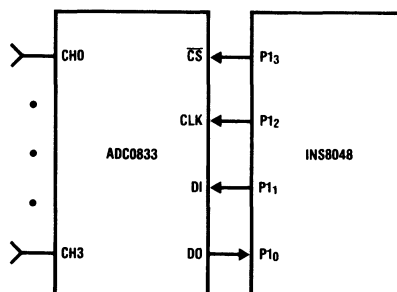 CH0 CS P1₃
CLK P1₂
ADC0833 INS8048
DI P1₁
CH3 DO P1₀